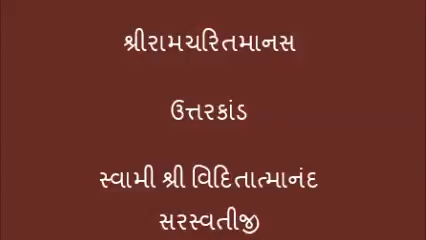 શ્રીરામચરિતમાનસ
ઉત્તરકાંડ
સ્વામી શ્રી વિદિતાત્માનંદ
સરસ્વતીજી